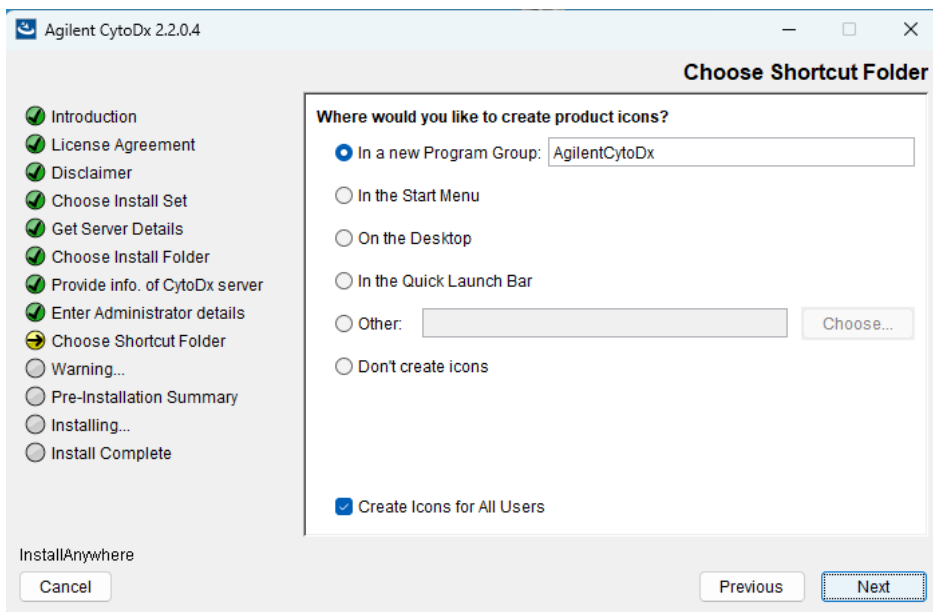 Agilent CytoDx 2.2.0.4
Choose Shortcut Folder
Introduction
License Agreement
Disclaimer
Choose Install Set
Get Server Details
Choose Install Folder
Provide info. of CytoDx server
Enter Administrator details
Choose Shortcut Folder
Warning...
Pre-Installation Summary
Installing...
Install Complete
Where would you like to create product icons?
In a new Program Group: AgilentCytoDx
In the Start Menu
On the Desktop
In the Quick Launch Bar
Other: Choose...
Don't create icons
Create Icons for All Users
InstallAnywhere
Cancel Previous Next